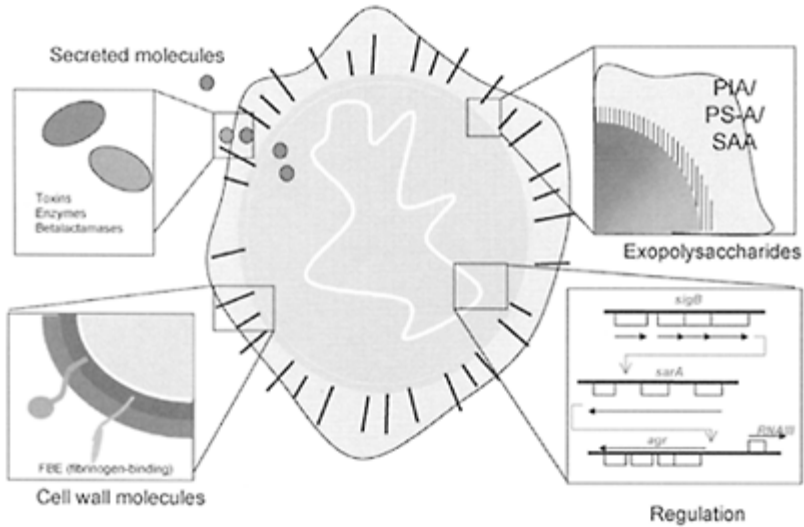 Secreted molecules
Toxins
Enzymes
Betalactamases
PIA/
PS-A/
SAA
Exopolysaccharides
sigB
sarA
agr
RNAIII
Regulation
FBE (fibrinogen-binding)
Cell wall molecules